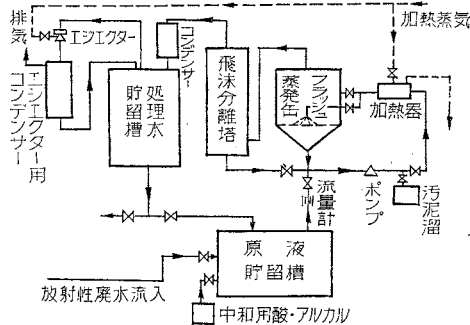 排気
エジェクター
コンデンサー
加熱蒸気
エジェクター用
コンデンサー
処理水
貯留槽
飛沫分離塔
フラッシュ
蒸発缶
加熱器
流量計
ポンプ
汚泥溜
原液
貯留槽
放射性廃水流入
中和用酸・アルカル